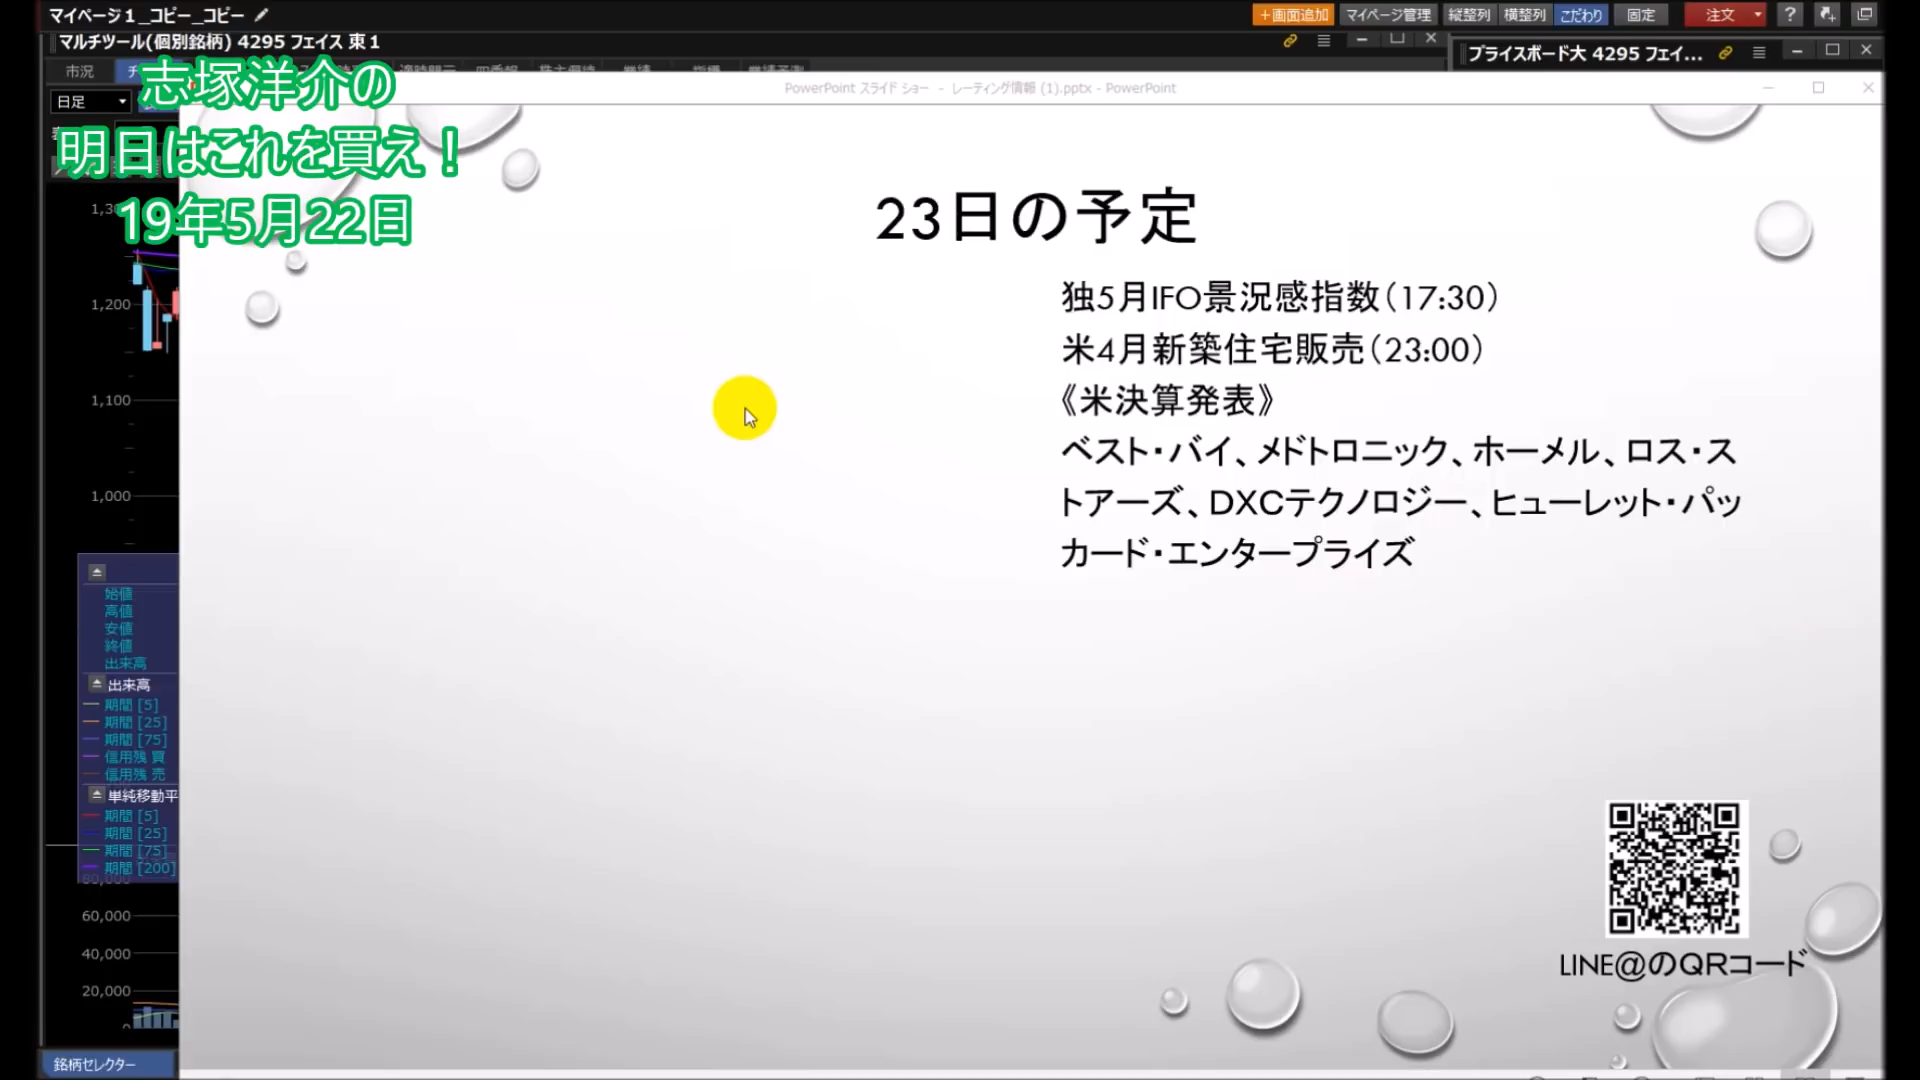 マイページ1_コピー_コピー
+画面追加
マイページ管理
縦整列
横整列
こだわり
固定
注文
?
マルチツール(個別銘柄) 4295 フェイス 東1
プライスボード大 4295 フェイ...
市況
PowerPoint スライド ショー - レーティング情報 (1).pptx - PowerPoint
日足
志塚洋介の
明日はこれを買え!
19年5月22日
23日の予定
独5月IFO景況感指数(17:30)
米4月新築住宅販売(23:00)
《米決算発表》
ベスト・バイ、メドトロニック、ホーメル、ロス・ス
トアーズ、DXCテクノロジー、ヒューレット・パッ
カード・エンタープライズ
1,200
1,100
1,000
始値
高値
安値
終値
出来高
出来高
期間 [5]
期間 [25]
期間 [75]
信用残 買
信用残 売
単純移動平
期間 [5]
期間 [25]
期間 [75]
期間 [200]
80,000
60,000
40,000
20,000
0
LINE@のQRコード
銘柄セレクター